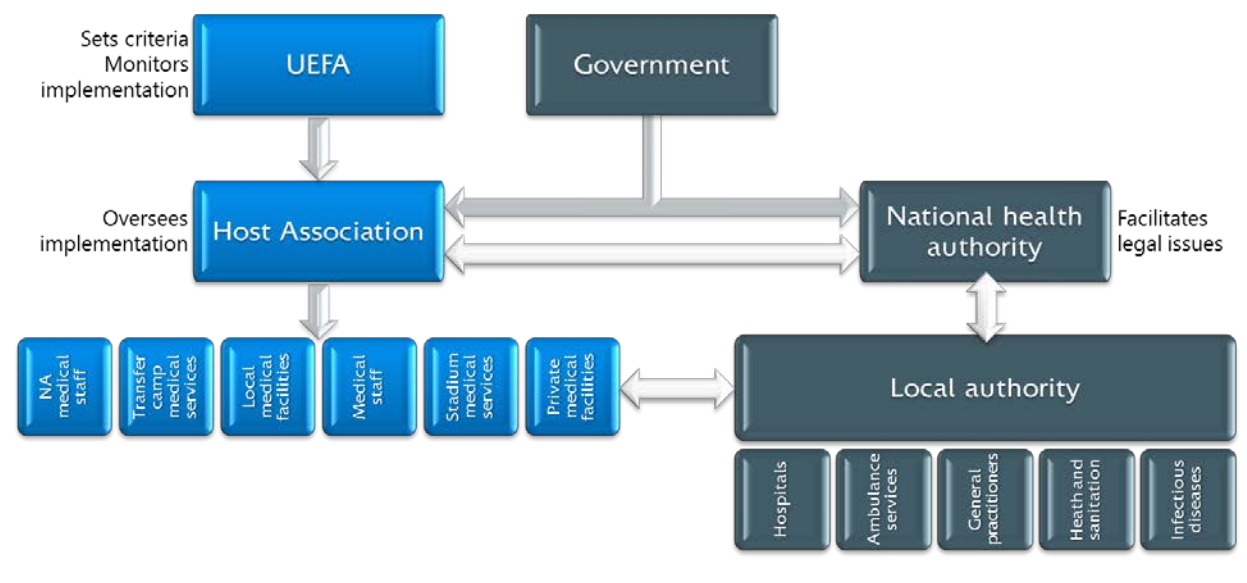 Sets criteria
Monitors
implementation
UEFA
Government
Oversees
implementation
Host Association
National health
authority
Facilitates
legal issues
NA
medical
staff
Transfer
camp
medical
services
Local
medical
facilities
Medical
staff
Stadium
medical
services
Private
medical
facilities
Local authority
Hospitals
Ambulance
services
General
practitioners
Heath and
sanitation
Infectious
diseases